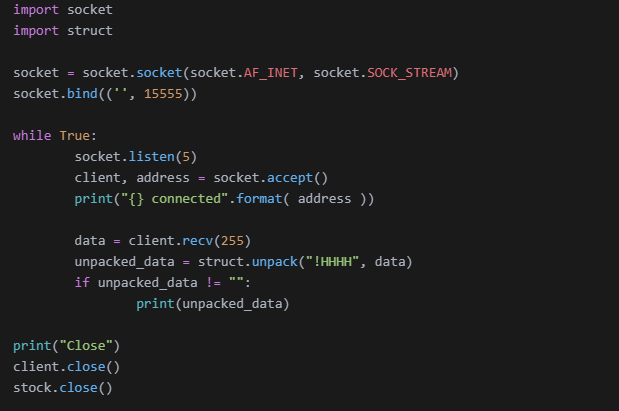 import socket
import struct
socket = socket.socket(socket.AF_INET, socket.SOCK_STREAM)
socket.bind(('', 15555))
while True:
        socket.listen(5)
        client, address = socket.accept()
        print("{} connected".format( address ))
        data = client.recv(255)
        unpacked_data = struct.unpack("!HHHH", data)
        if unpacked_data != "":
                print(unpacked_data)
print("Close")
client.close()
stock.close()